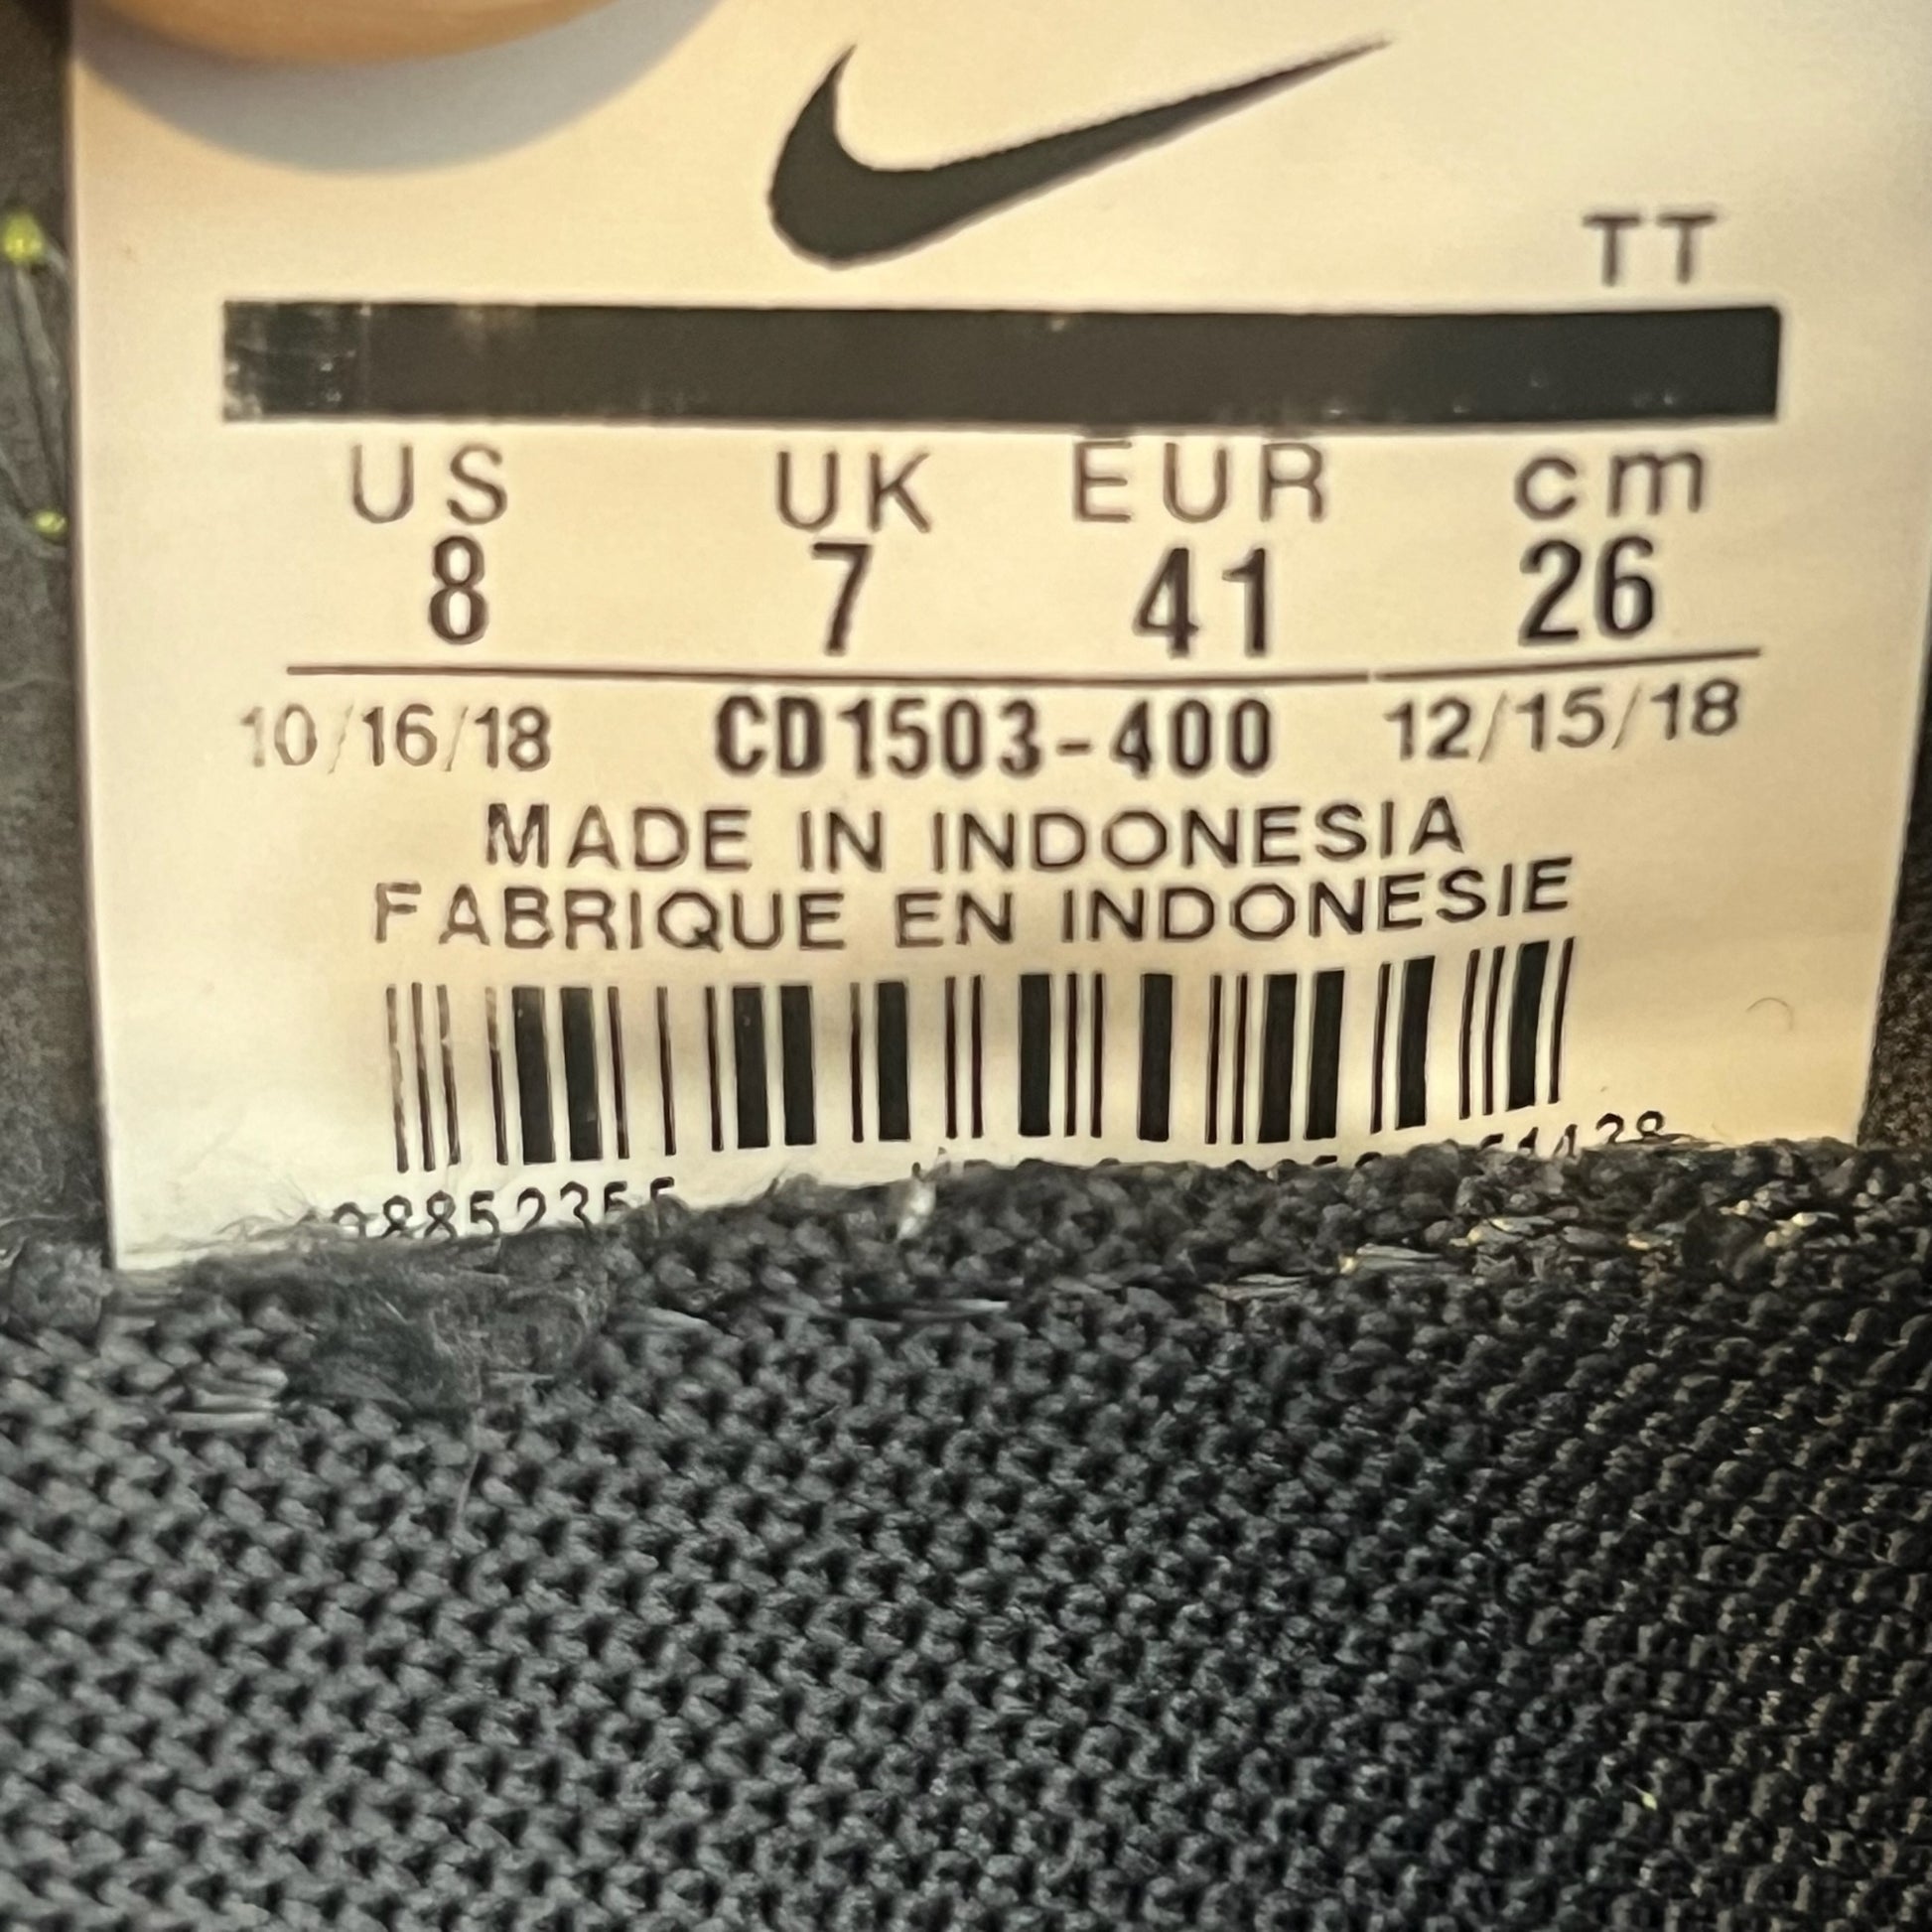 TT
US UK EUR cm
8 7 41 26
10/16/18 CD1503-400 12/15/18
MADE IN INDONESIA
FABRIQUE EN INDONESIE